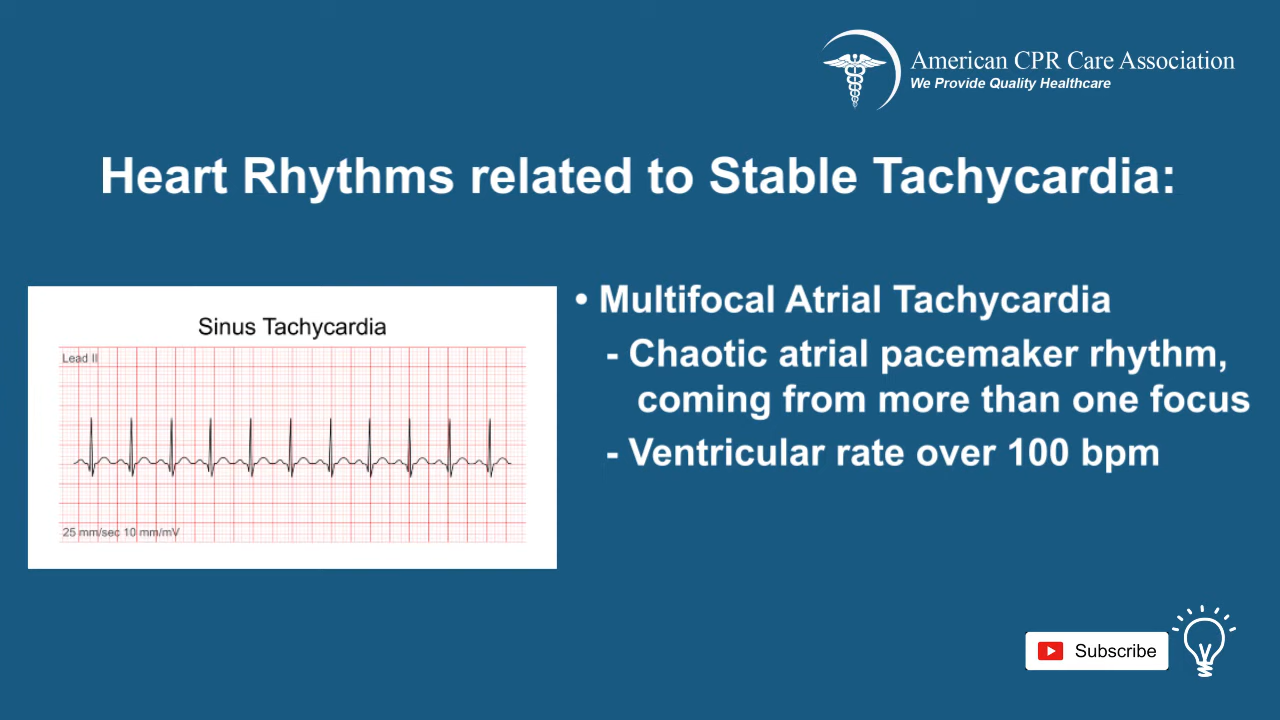 American CPR Care Association
We Provide Quality Healthcare
Heart Rhythms related to Stable Tachycardia:
Sinus Tachycardia
Lead II
25 mm/sec 10 mm/mV
• Multifocal Atrial Tachycardia
- Chaotic atrial pacemaker rhythm,
coming from more than one focus
- Ventricular rate over 100 bpm
Subscribe